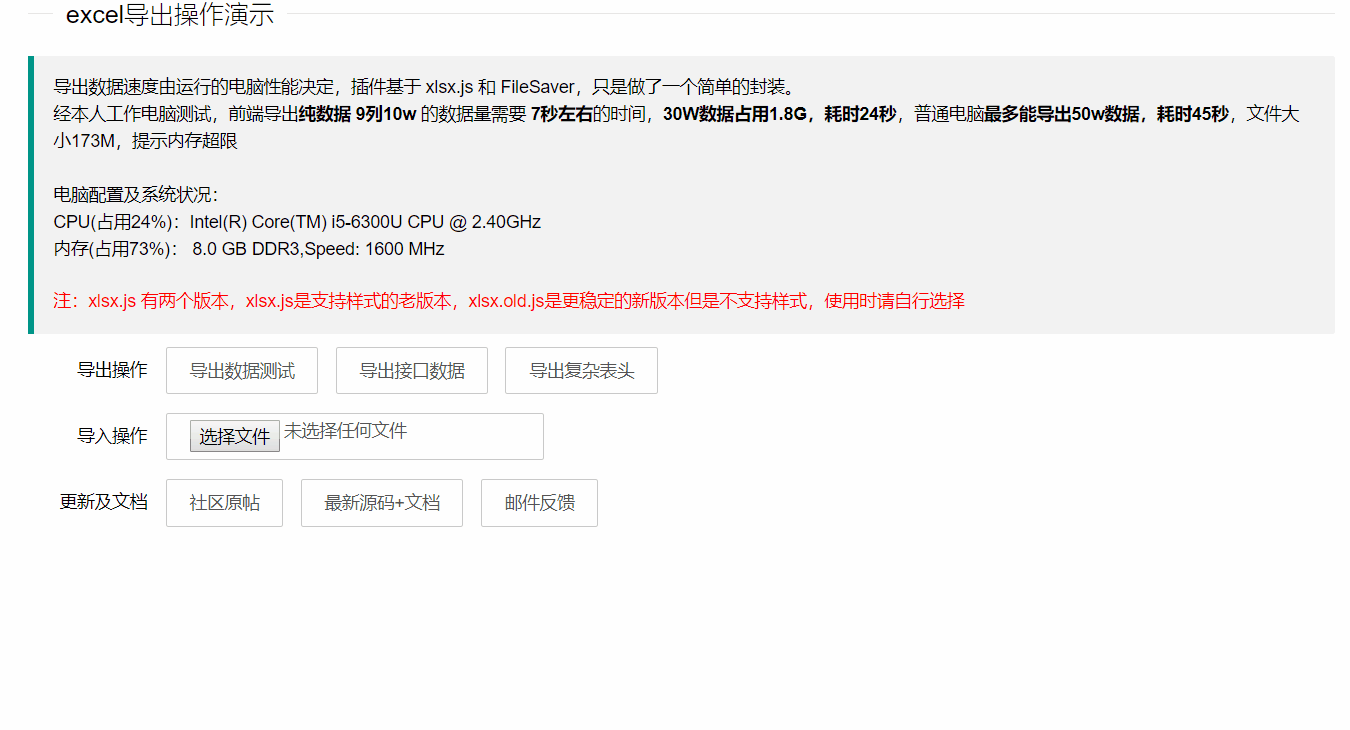 excel导出操作演示
导出数据速度由运行的电脑性能决定，插件基于 xlsx.js 和 FileSaver，只是做了一个简单的封装。
经本人工作电脑测试，前端导出纯数据 9列10w 的数据量需要 7秒左右的时间，30W数据占用1.8G，耗时24秒，普通电脑最多能导出50w数据，耗时45秒，文件大
小173M，提示内存超限
电脑配置及系统状况：
CPU(占用24%)：Intel(R) Core(TM) i5-6300U CPU @ 2.40GHz
内存(占用73%)： 8.0 GB DDR3,Speed: 1600 MHz
注：xlsx.js 有两个版本，xlsx.js是支持样式的老版本，xlsx.old.js是更稳定的新版本但是不支持样式，使用时请自行选择
导出操作 导出数据测试 导出接口数据 导出复杂表头
导入操作 选择文件 未选择任何文件
更新及文档 社区原帖 最新源码+文档 邮件反馈